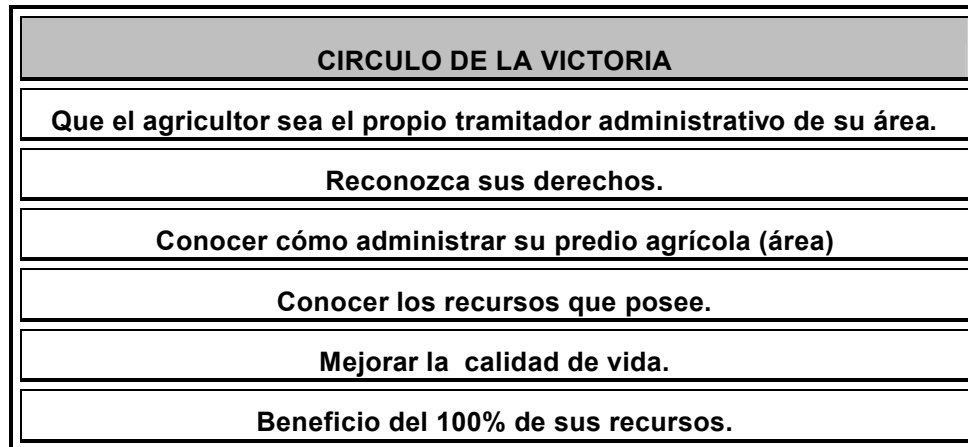 CIRCULO DE LA VICTORIA
Que el agricultor sea el propio tramitador administrativo de su área.
Reconozca sus derechos.
Conocer cómo administrar su predio agrícola (área)
Conocer los recursos que posee.
Mejorar la calidad de vida.
Beneficio del 100% de sus recursos.